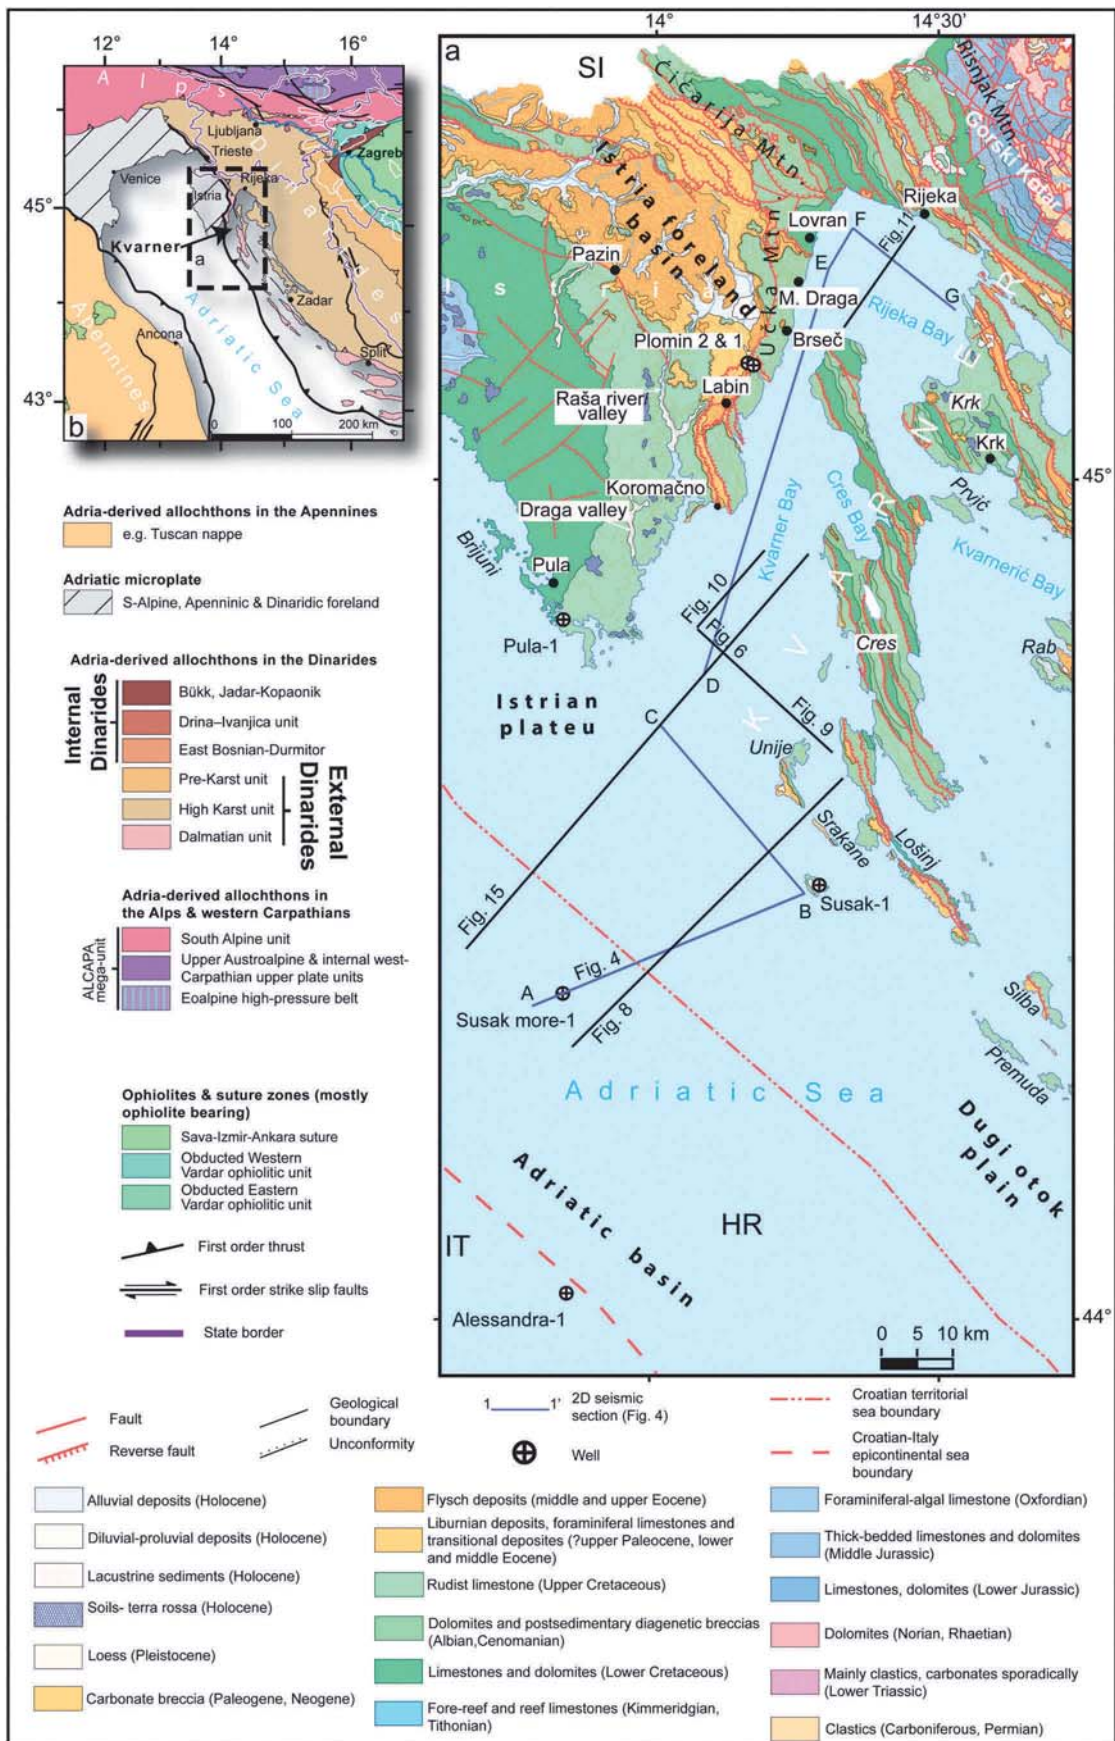 12°
14°
16°
Alps
Dinarides
Ljubljana
Trieste
Zagreb
Venice
Rijeka
Istria
45°
Kvarner
a
Zadar
Apennines
Ancona
Adriatic Sea
Split
43°
b
0
100
200 km
14°
14°30'
a
SI
Ćićarija Mtn.
Risnjak Mtn.
Gorski Kotar
Istria foreland
basin
Rijeka
Lovran
F
Fig. 11
Pazin
E
Učka Mtn
M. Draga
G
Istria
Rijeka Bay
Plomin 2 & 1
Brseč
Labin
Raša river/
valley
Krk
Krk
KVARNER
Koromačno
Prvić
45°
Draga valley
Kvarner Bay
Cres Bay
Brijuni
Kvarnerić Bay
Pula
Fig. 10
Pula-1
Fig. 6
Cres
Rab
D
Istrian
plateu
C
Fig. 9
Unije
Srakane
Lošinj
B
Susak-1
Fig. 15
Fig. 4
A
Susak more-1
Fig. 8
Silba
Premuda
Adriatic Sea
Dugi otok
plain
Adriatic basin
HR
IT
Alessandra-1
44°
0 5 10 km
Adria-derived allochthons in the Apennines
e.g. Tuscan nappe
Adriatic microplate
S-Alpine, Apenninic & Dinaridic foreland
Adria-derived allochthons in the Dinarides
Internal
Dinarides
Bükk, Jadar-Kopaonik
Drina–Ivanjica unit
East Bosnian-Durmitor
Pre-Karst unit
High Karst unit
Dalmatian unit
External
Dinarides
Adria-derived allochthons in
the Alps & western Carpathians
ALCAPA
mega-unit
South Alpine unit
Upper Austroalpine & internal west-
Carpathian upper plate units
Eoalpine high-pressure belt
Ophiolites & suture zones (mostly
ophiolite bearing)
Sava-Izmir-Ankara suture
Obducted Western
Vardar ophiolitic unit
Obducted Eastern
Vardar ophiolitic unit
First order thrust
First order strike slip faults
State border
Fault
Reverse fault
Geological
boundary
Unconformity
1 1'
2D seismic
section (Fig. 4)
Well
Croatian territorial
sea boundary
Croatian-Italy
epicontinental sea
boundary
Alluvial deposits (Holocene)
Diluvial-proluvial deposits (Holocene)
Lacustrine sediments (Holocene)
Soils- terra rossa (Holocene)
Loess (Pleistocene)
Carbonate breccia (Paleogene, Neogene)
Flysch deposits (middle and upper Eocene)
Liburnian deposits, foraminiferal limestones and
transitional deposites (?upper Paleocene, lower
and middle Eocene)
Rudist limestone (Upper Cretaceous)
Dolomites and postsedimentary diagenetic breccias
(Albian,Cenomanian)
Limestones and dolomites (Lower Cretaceous)
Fore-reef and reef limestones (Kimmeridgian,
Tithonian)
Foraminiferal-algal limestone (Oxfordian)
Thick-bedded limestones and dolomites
(Middle Jurassic)
Limestones, dolomites (Lower Jurassic)
Dolomites (Norian, Rhaetian)
Mainly clastics, carbonates sporadically
(Lower Triassic)
Clastics (Carboniferous, Permian)